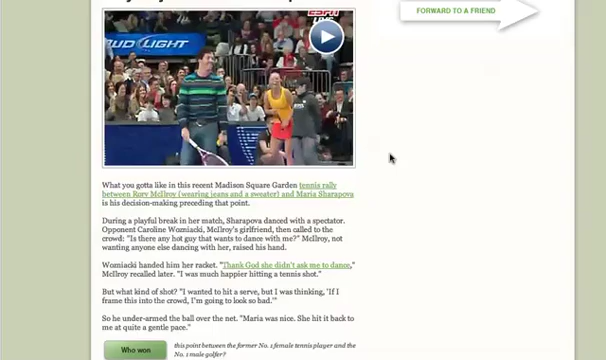 ESPN LIVE
BUD LIGHT
FORWARD TO A FRIEND
What you gotta like in this recent Madison Square Garden tennis rally
between Rory McIlroy (wearing jeans and a sweater) and Maria Sharapova
is his decision-making preceding that point.
During a playful break in her match, Sharapova danced with a spectator.
Opponent Caroline Wozniacki, McIlroy's girlfriend, then called to the
crowd: "Is there any hot guy that wants to dance with me?" McIlroy, not
wanting anyone else dancing with her, raised his hand.
Wozniacki handed him her racket. "Thank God she didn't ask me to dance,"
McIlroy recalled later. "I was much happier hitting a tennis shot."
But what kind of shot? "I wanted to hit a serve, but I was thinking, 'If I
frame this into the crowd, I'm going to look so bad.'"
So he under-armed the ball over the net. "Maria was nice. She hit it back to
me at quite a gentle pace."
Who won
this point between the former No. 1 female tennis player and the
No. 1 male golfer?